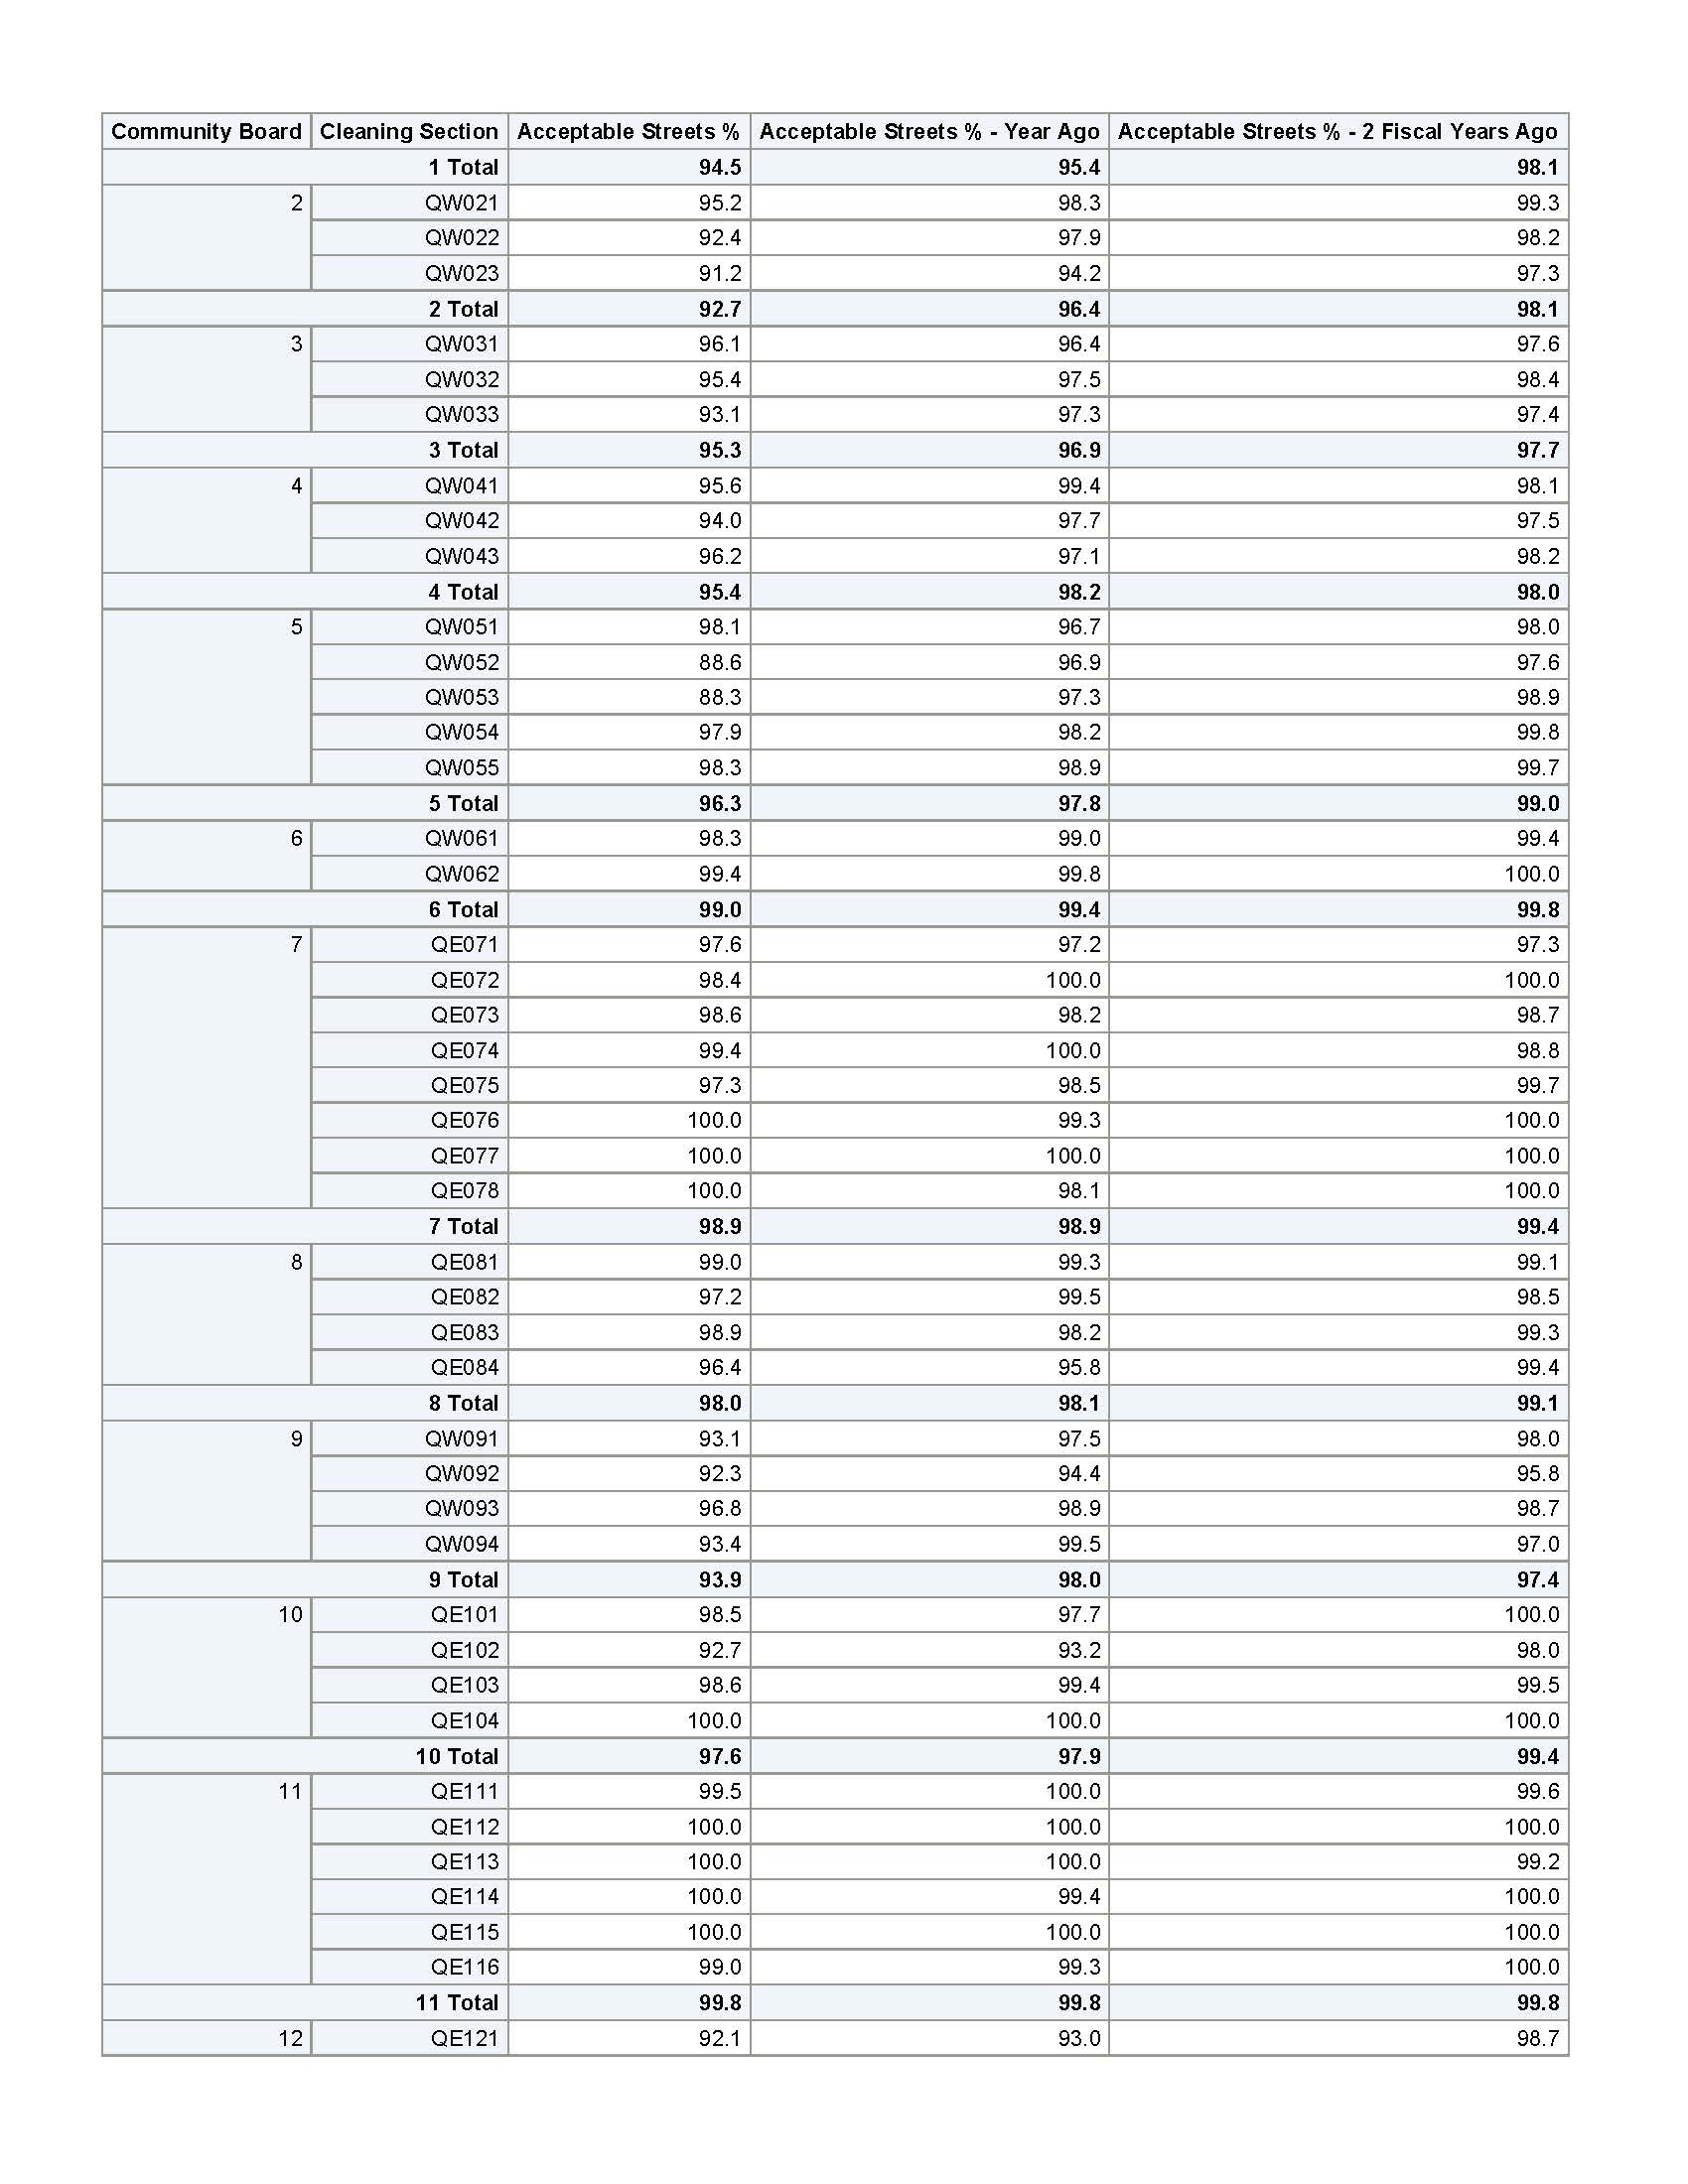 Community Board Cleaning Section Acceptable Streets % Acceptable Streets % - Year Ago Acceptable Streets % - 2 Fiscal Years Ago
1 Total 94.5 95.4 98.1
2 QW021 95.2 98.3 99.3
QW022 92.4 97.9 98.2
QW023 91.2 94.2 97.3
2 Total 92.7 96.4 98.1
3 QW031 96.1 96.4 97.6
QW032 95.4 97.5 98.4
QW033 93.1 97.3 97.4
3 Total 95.3 96.9 97.7
4 QW041 95.6 99.4 98.1
QW042 94.0 97.7 97.5
QW043 96.2 97.1 98.2
4 Total 95.4 98.2 98.0
5 QW051 98.1 96.7 98.0
QW052 88.6 96.9 97.6
QW053 88.3 97.3 98.9
QW054 97.9 98.2 99.8
QW055 98.3 98.9 99.7
5 Total 96.3 97.8 99.0
6 QW061 98.3 99.0 99.4
QW062 99.4 99.8 100.0
6 Total 99.0 99.4 99.8
7 QE071 97.6 97.2 97.3
QE072 98.4 100.0 100.0
QE073 98.6 98.2 98.7
QE074 99.4 100.0 98.8
QE075 97.3 98.5 99.7
QE076 100.0 99.3 100.0
QE077 100.0 100.0 100.0
QE078 100.0 98.1 100.0
7 Total 98.9 98.9 99.4
8 QE081 99.0 99.3 99.1
QE082 97.2 99.5 98.5
QE083 98.9 98.2 99.3
QE084 96.4 95.8 99.4
8 Total 98.0 98.1 99.1
9 QW091 93.1 97.5 98.0
QW092 92.3 94.4 95.8
QW093 96.8 98.9 98.7
QW094 93.4 99.5 97.0
9 Total 93.9 98.0 97.4
10 QE101 98.5 97.7 100.0
QE102 92.7 93.2 98.0
QE103 98.6 99.4 99.5
QE104 100.0 100.0 100.0
10 Total 97.6 97.9 99.4
11 QE111 99.5 100.0 99.6
QE112 100.0 100.0 100.0
QE113 100.0 100.0 99.2
QE114 100.0 99.4 100.0
QE115 100.0 100.0 100.0
QE116 99.0 99.3 100.0
11 Total 99.8 99.8 99.8
12 QE121 92.1 93.0 98.7